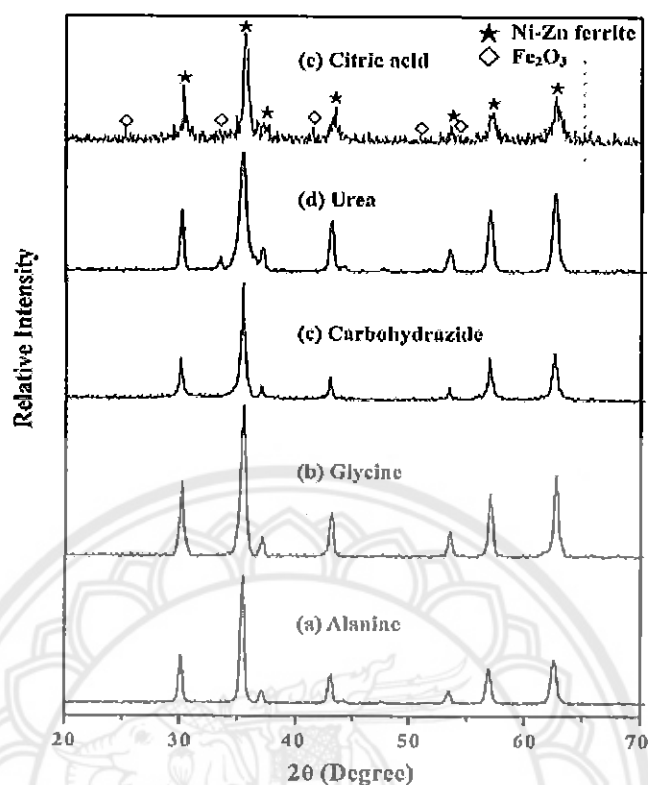 ★ Ni-Zn ferrite
◇ Fe₂O₃
(e) Citric acid
(d) Urea
(c) Carbohydrazide
(b) Glycine
(a) Alanine
Relative Intensity
20 30 40 50 60 70
2θ (Degree)